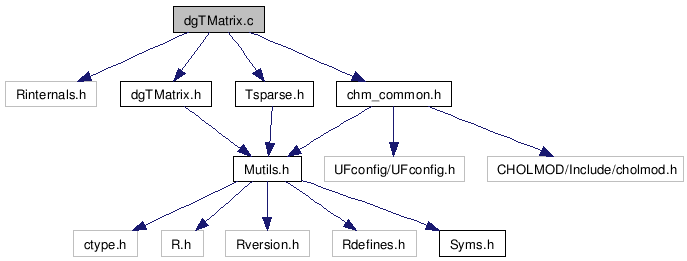 dgTMatrix.c
Rinternals.h
dgTMatrix.h
Tsparse.h
chm_common.h
Mutils.h
UFconfig/UFconfig.h
CHOLMOD/Include/cholmod.h
ctype.h
R.h
Rversion.h
Rdefines.h
Syms.h